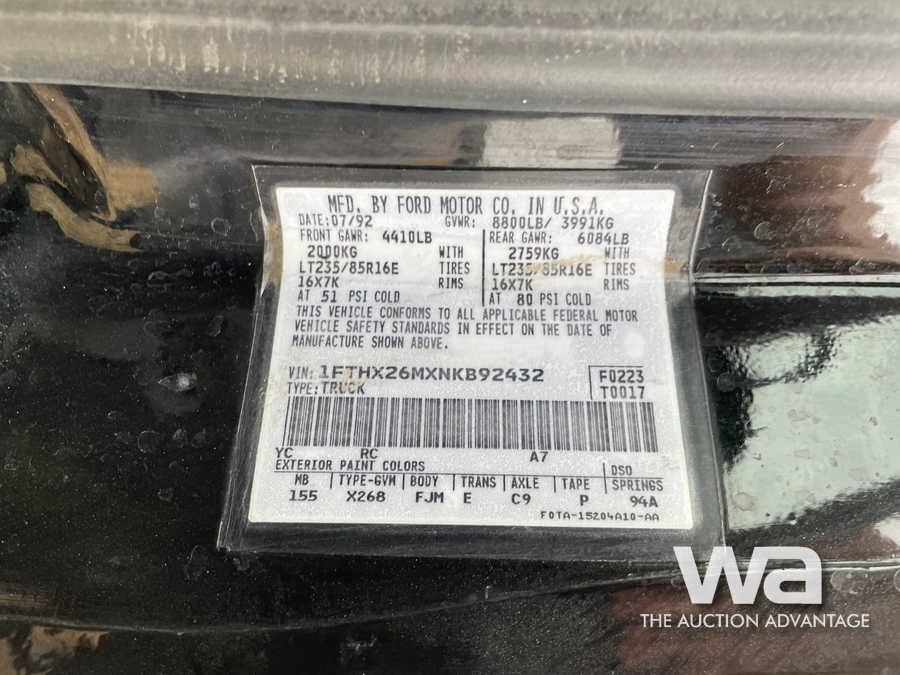 MFD. BY FORD MOTOR CO. IN U.S.A.
DATE: 07/92 GVWR: 8800LB/ 3991KG
FRONT GAWR: 4410LB REAR GAWR: 6084LB
2000KG WITH 2759KG WITH
LT235/85R16E TIRES LT235/85R16E TIRES
16X7K RIMS 16X7K RIMS
AT 51 PSI COLD AT 80 PSI COLD
THIS VEHICLE CONFORMS TO ALL APPLICABLE FEDERAL MOTOR
VEHICLE SAFETY STANDARDS IN EFFECT ON THE DATE OF
MANUFACTURE SHOWN ABOVE.
VIN: 1FTHX26MXNKB92432 F0223
TYPE: TRUCK T0017
YC RC A7
EXTERIOR PAINT COLORS DSO
MB TYPE-GVM BODY TRANS AXLE TAPE SPRINGS
155 X268 FJM E C9 P 94A
FOTA-15204A10-AA
wa
THE AUCTION ADVANTAGE